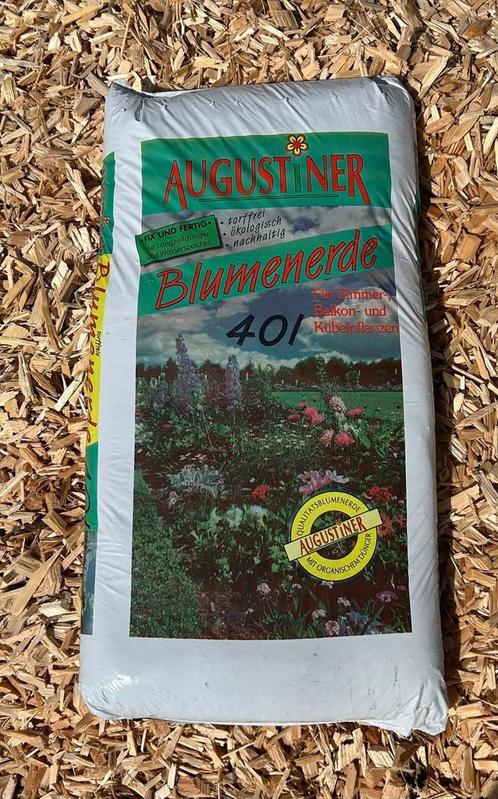 AUGUSTINER
•FIX UND FERTIG•
mit Langzeitdünger
und Wasserspeicher
• torffrei
• ökologisch
• nachhaltig
Blumenerde
Für Zimmer-,
Balkon- und
Kübelpflanzen
40l
QUALITÄTSBLUMENERDE
AUGUSTINER
MIT ORGANISCHEM DÜNGER
Blumenerde